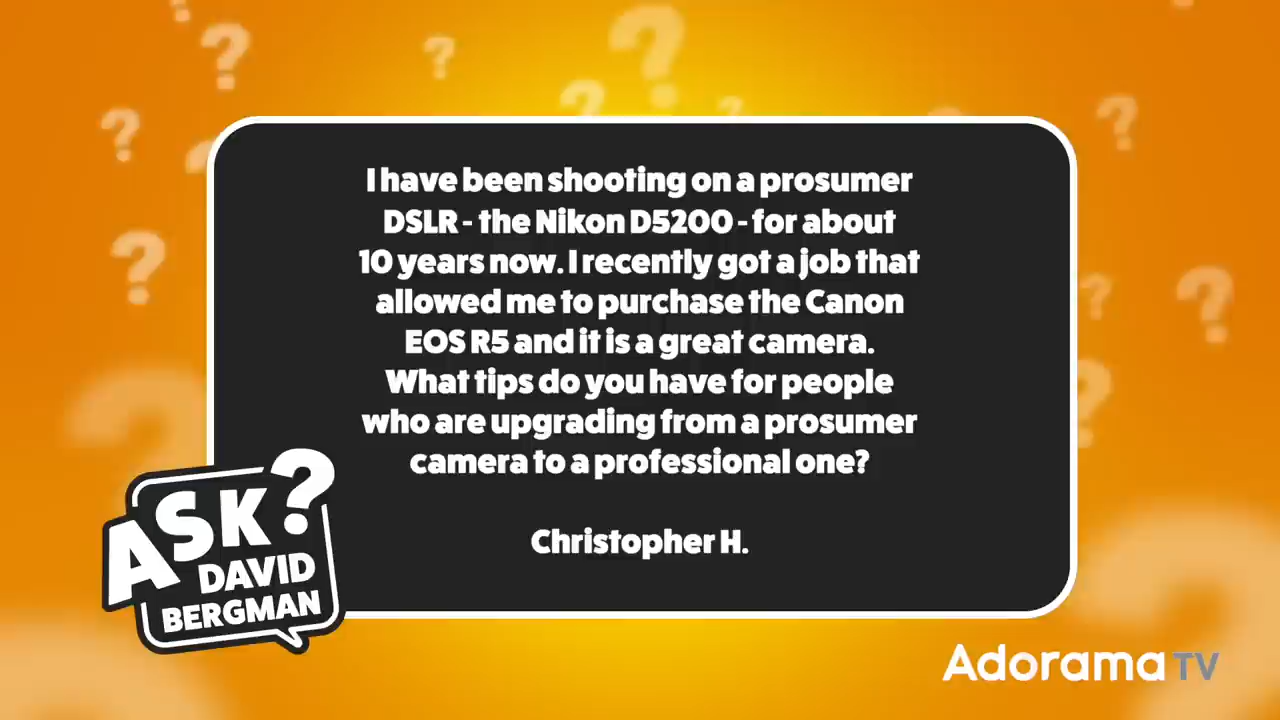 I have been shooting on a prosumer
DSLR - the Nikon D5200 - for about
10 years now. I recently got a job that
allowed me to purchase the Canon
EOS R5 and it is a great camera.
What tips do you have for people
who are upgrading from a prosumer
camera to a professional one?
Christopher H.
ASK?
DAVID
BERGMAN
Adorama TV